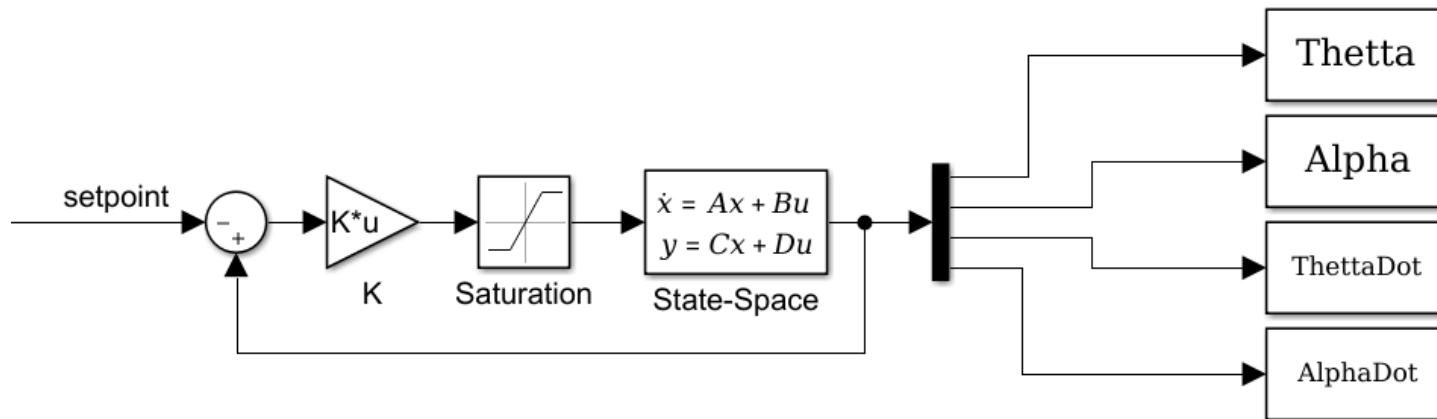 setpoint
−
+
K*u
K
Saturation
ẋ = Ax + Bu
y = Cx + Du
State-Space
Thetta
Alpha
ThettaDot
AlphaDot